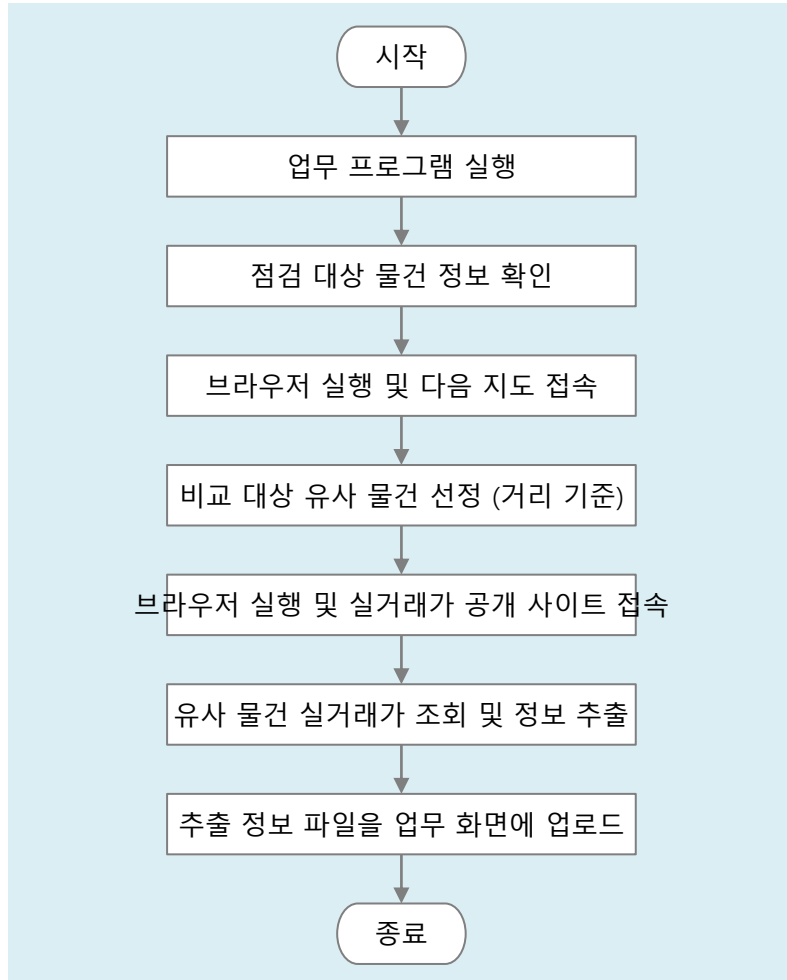 시작
업무 프로그램 실행
점검 대상 물건 정보 확인
브라우저 실행 및 다음 지도 접속
비교 대상 유사 물건 선정 (거리 기준)
브라우저 실행 및 실거래가 공개 사이트 접속
유사 물건 실거래가 조회 및 정보 추출
추출 정보 파일을 업무 화면에 업로드
종료